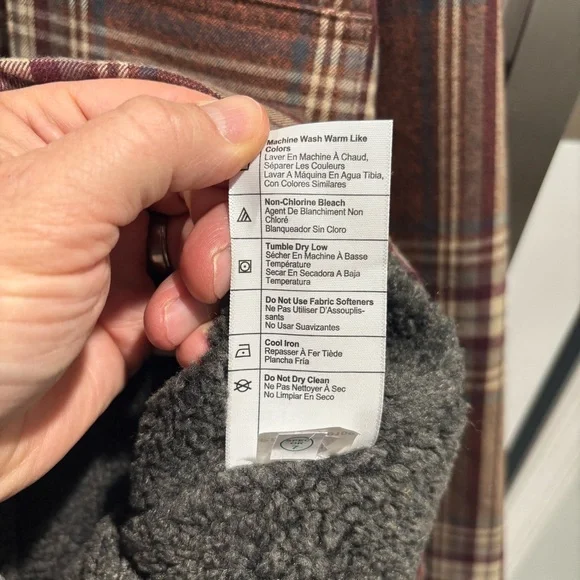 Machine Wash Warm Like
Colors
Laver En Machine À Chaud,
Séparer Les Couleurs
Lavar A Máquina En Agua Tibia,
Con Colores Similares
Non-Chlorine Bleach
Agent De Blanchiment Non
Chloré
Blanqueador Sin Cloro
Tumble Dry Low
Sécher En Machine À Basse
Température
Secar En Secadora A Baja
Temperatura
Do Not Use Fabric Softeners
Ne Pas Utiliser D'Assouplis-
sants
No Usar Suavizantes
Cool Iron
Repasser À Fer Tiède
Plancha Fría
Do Not Dry Clean
Ne Pas Nettoyer À Sec
No Limpiar En Seco